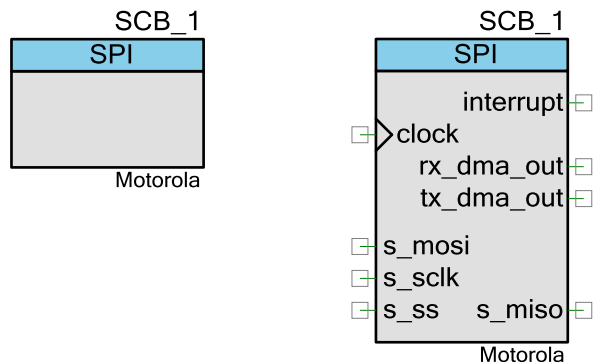 SCB_1
SPI
Motorola
SCB_1
SPI
interrupt
clock
rx_dma_out
tx_dma_out
s_mosi
s_sclk
s_ss s_miso
Motorola